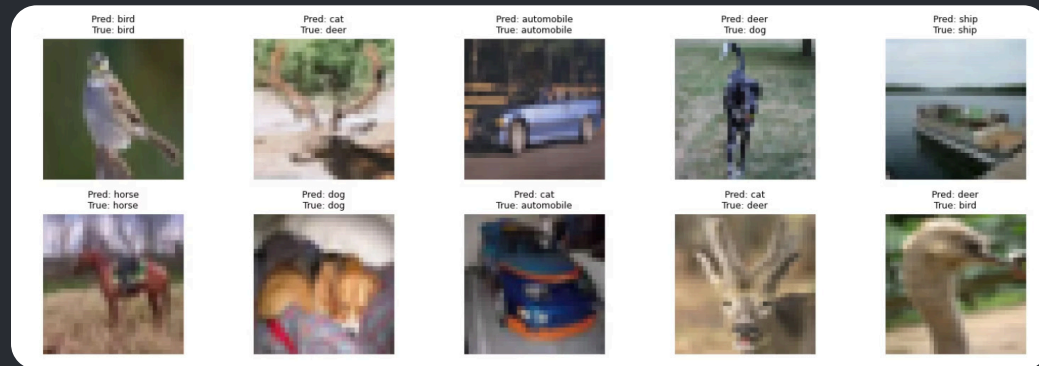 Pred: bird
True: bird
Pred: cat
True: deer
Pred: automobile
True: automobile
Pred: deer
True: dog
Pred: ship
True: ship
Pred: horse
True: horse
Pred: dog
True: dog
Pred: cat
True: automobile
Pred: cat
True: deer
Pred: deer
True: bird